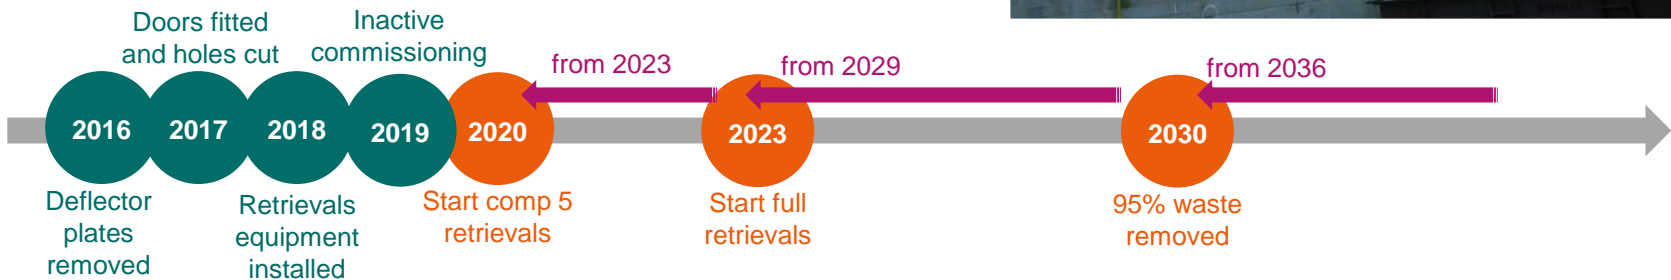 Doors fitted
and holes cut
Inactive
commissioning
from 2023
from 2029
from 2036
2016
2017
2018
2019
2020
2023
2030
Deflector
plates
removed
Retrievals
equipment
installed
Start comp 5
retrievals
Start full
retrievals
95% waste
removed